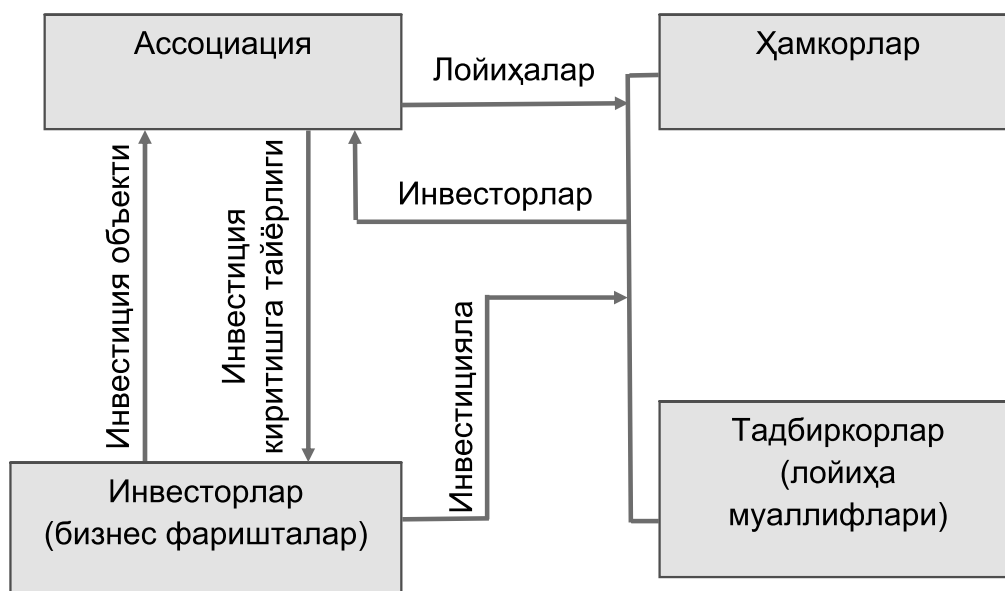 Ассоциация
Лойиҳалар
Ҳамкорлар
Инвесторлар
Инвестиция объекти
Инвестиция
киритишга тайёрлиги
Инвестицияла
Инвесторлар
(бизнес фаришталар)
Тадбиркорлар
(лойиҳа
муаллифлари)